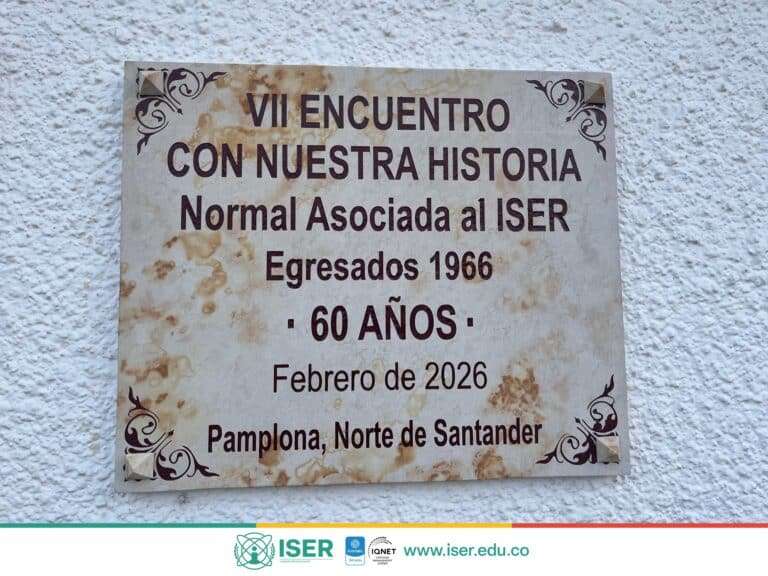 VII ENCUENTRO
CON NUESTRA HISTORIA
Normal Asociada al ISER
Egresados 1966
· 60 AÑOS ·
Febrero de 2026
Pamplona, Norte de Santander
ISER
IQNET
www.iser.edu.co